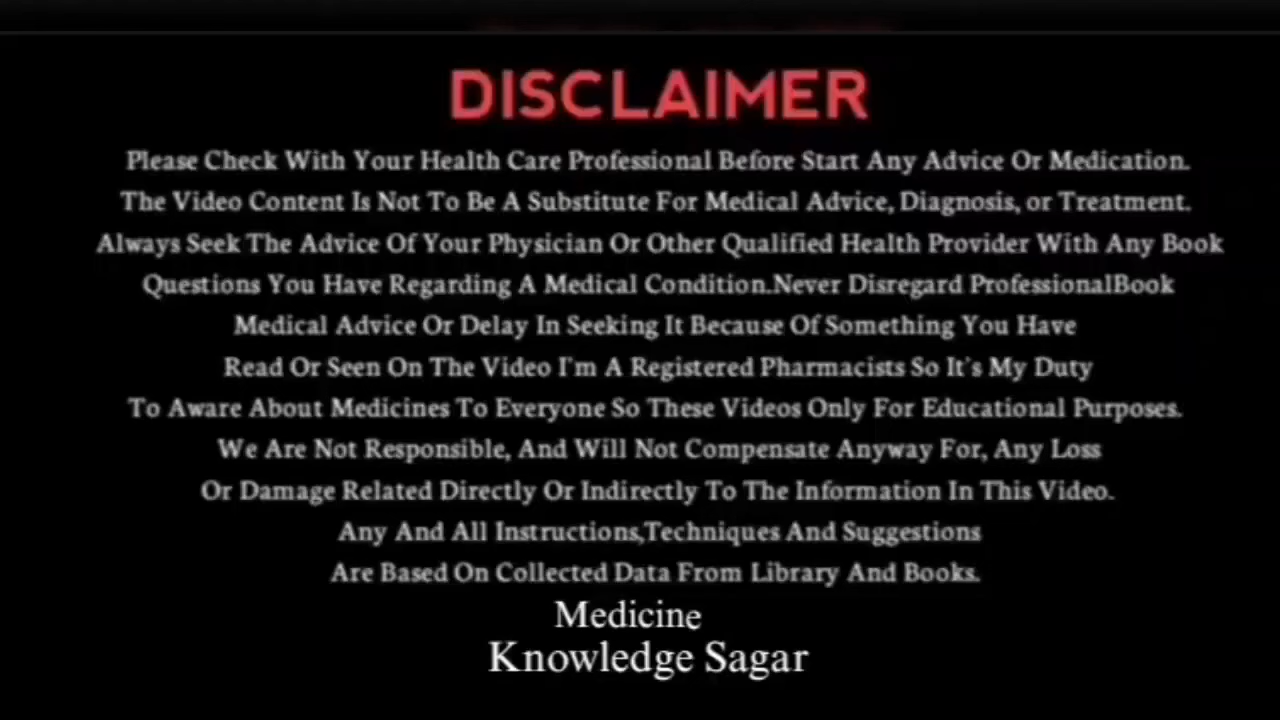 DISCLAIMER
Please Check With Your Health Care Professional Before Start Any Advice Or Medication.
The Video Content Is Not To Be A Substitute For Medical Advice, Diagnosis, or Treatment.
Always Seek The Advice Of Your Physician Or Other Qualified Health Provider With Any Book
Questions You Have Regarding A Medical Condition.Never Disregard ProfessionalBook
Medical Advice Or Delay In Seeking It Because Of Something You Have
Read Or Seen On The Video I'm A Registered Pharmacists So It's My Duty
To Aware About Medicines To Everyone So These Videos Only For Educational Purposes.
We Are Not Responsible, And Will Not Compensate Anyway For, Any Loss
Or Damage Related Directly Or Indirectly To The Information In This Video.
Any And All Instructions,Techniques And Suggestions
Are Based On Collected Data From Library And Books.
Medicine
Knowledge Sagar